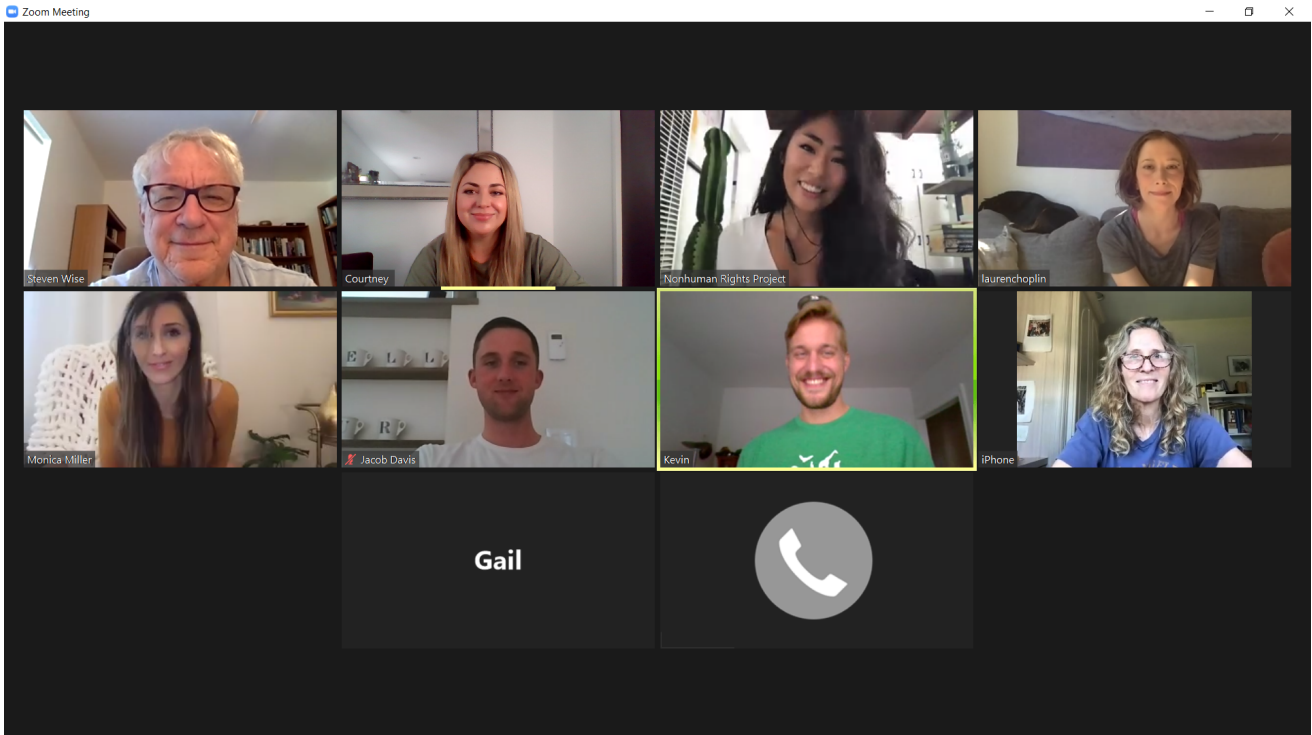 Zoom Meeting
Steven Wise
Courtney
Nonhuman Rights Project
laurenchoplin
Monica Miller
E L L
R
Jacob Davis
Kevin
iPhone
Gail